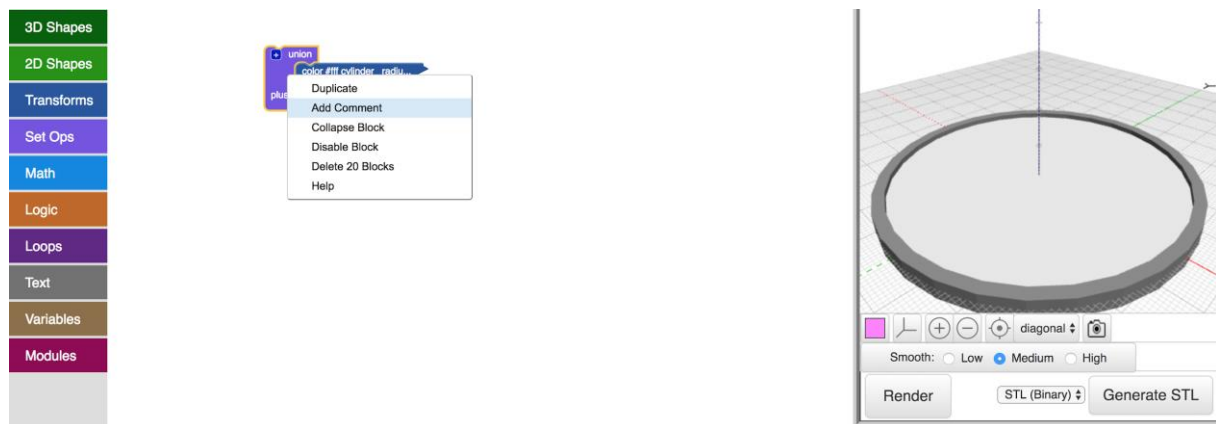 3D Shapes
2D Shapes
Transforms
Set Ops
Math
Logic
Loops
Text
Variables
Modules
union
color #fff cylinder radiu...
plus
Duplicate
Add Comment
Collapse Block
Disable Block
Delete 20 Blocks
Help
diagonal
Smooth: Low Medium High
Render STL (Binary) Generate STL